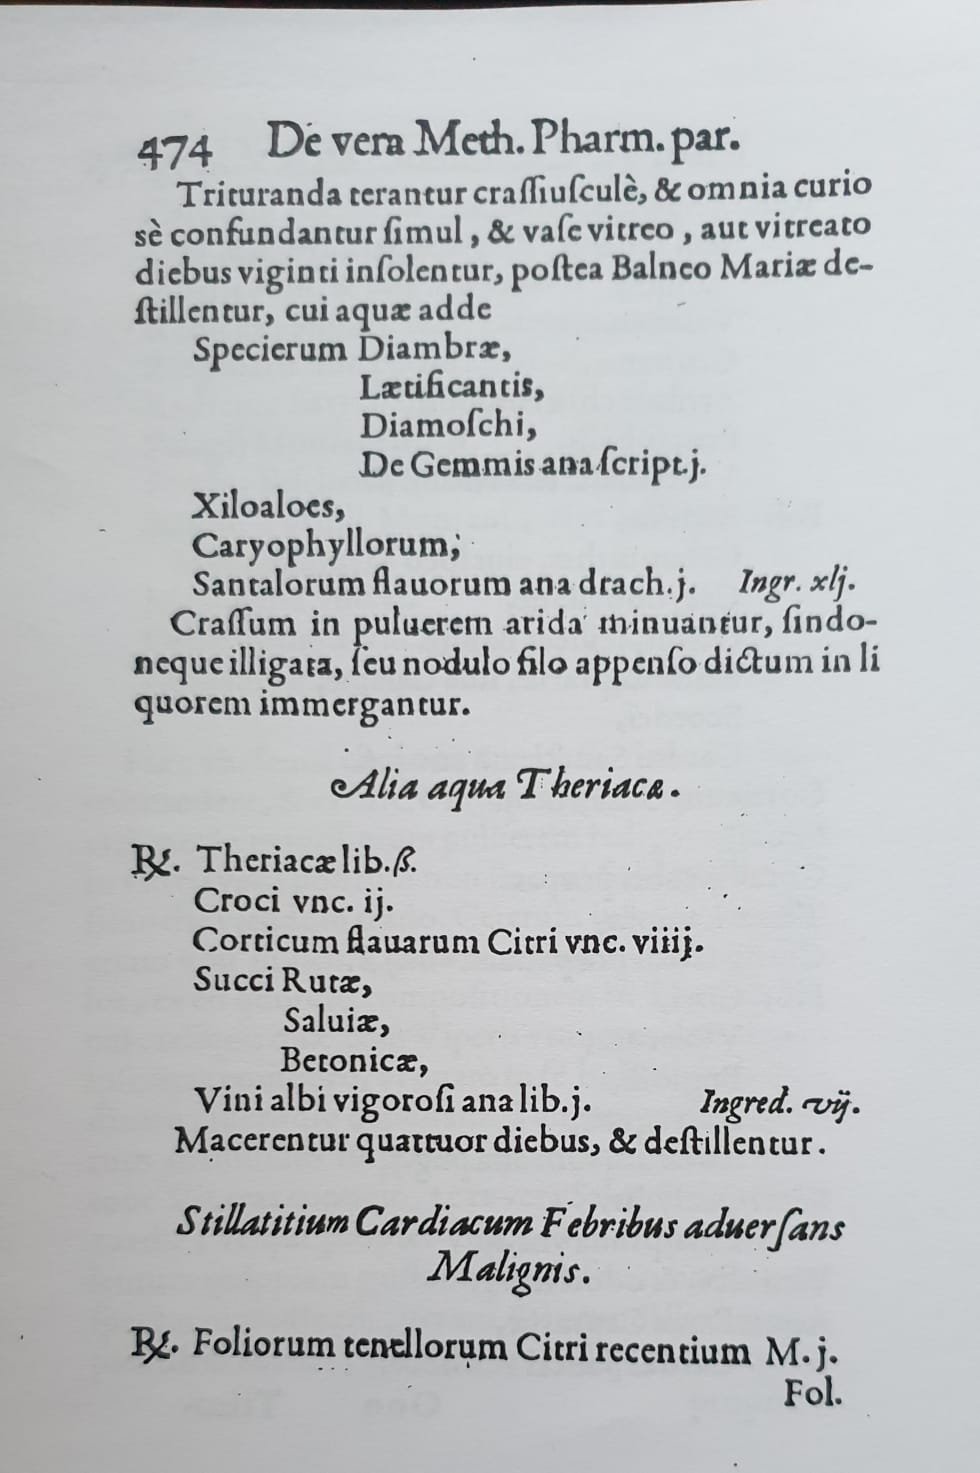 474 De vera Meth. Pharm. par.
Trituranda terantur craſſiuſculè, & omnia curio
sè confundantur ſimul, & vaſe vitreo, aut vitreato
diebus viginti inſolentur, poſtea Balneo Mariæ de-
ſtillentur, cui aquæ adde
Specierum Diambræ,
Lætificantis,
Diamoſchi,
De Gemmis ana ſcript. j.
Xiloaloes,
Caryophyllorum,
Santalorum flauorum ana drach. j. Ingr. xlj.
Craſſum in puluerem arida minuantur, ſindo-
neque illigata, ſeu nodulo filo appenſo dictum in li
quorem immergantur.
Alia aqua Theriacæ.
℞. Theriacæ lib. ß.
Croci vnc. ij.
Corticum flauarum Citri vnc. viiij.
Succi Rutæ,
Saluiæ,
Betonicæ,
Vini albi vigoroſi ana lib. j. Ingred. vij.
Macerentur quattuor diebus, & deſtillentur.
Stillatitium Cardiacum Febribus aduerſans
Malignis.
℞. Foliorum tenellorum Citri recentium M. j.
Fol.